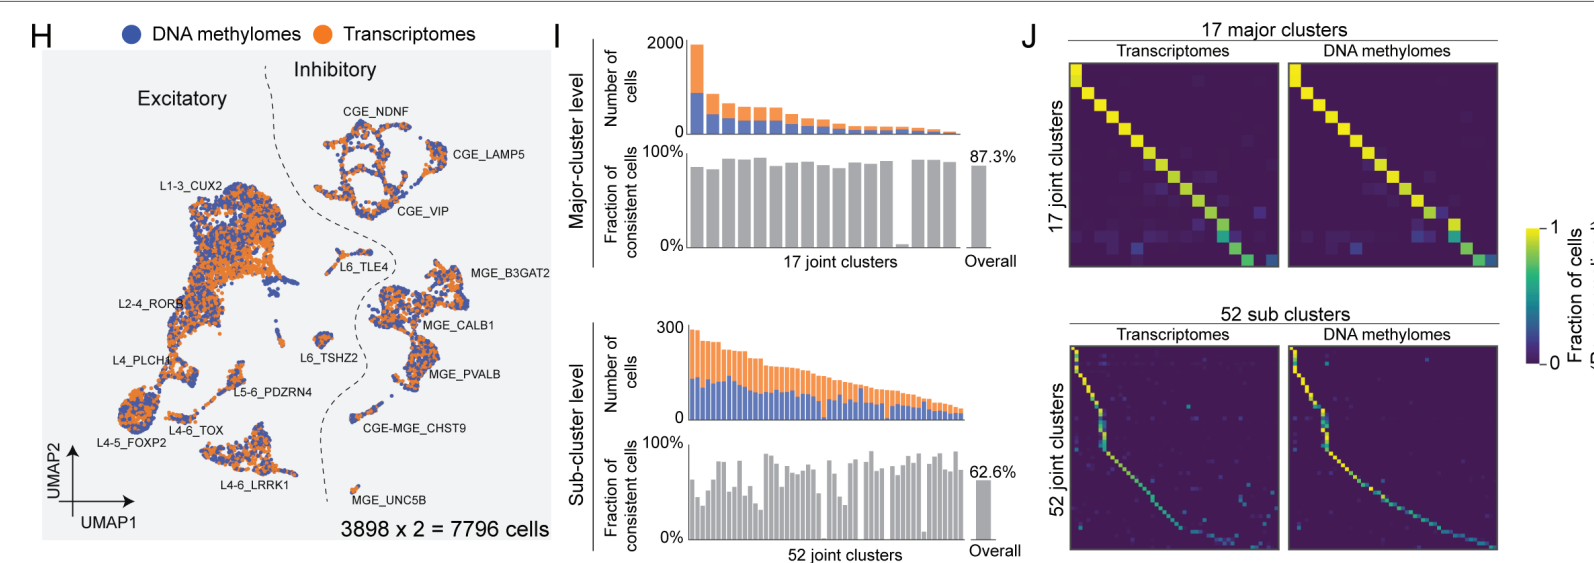 H
DNA methylomes
Transcriptomes
Excitatory
Inhibitory
CGE_NDNF
CGE_LAMP5
L1-3_CUX2
CGE_VIP
L6_TLE4
MGE_B3GAT2
L2-4_RORB
MGE_CALB1
L6_TSHZ2
L4_PLCH1
MGE_PVALB
L5-6_PDZRN4
L4-6_TOX
CGE-MGE_CHST9
L4-5_FOXP2
L4-6_LRRK1
MGE_UNC5B
UMAP2
UMAP1
3898 x 2 = 7796 cells
I
Major-cluster level
Number of
cells
2000
0
Fraction of
consistent cells
100%
0%
87.3%
17 joint clusters
Overall
Sub-cluster level
Number of
cells
300
0
Fraction of
consistent cells
100%
0%
62.6%
52 joint clusters
Overall
J
17 major clusters
Transcriptomes
DNA methylomes
17 joint clusters
52 sub clusters
Transcriptomes
DNA methylomes
52 joint clusters
1
0
Fraction of cells